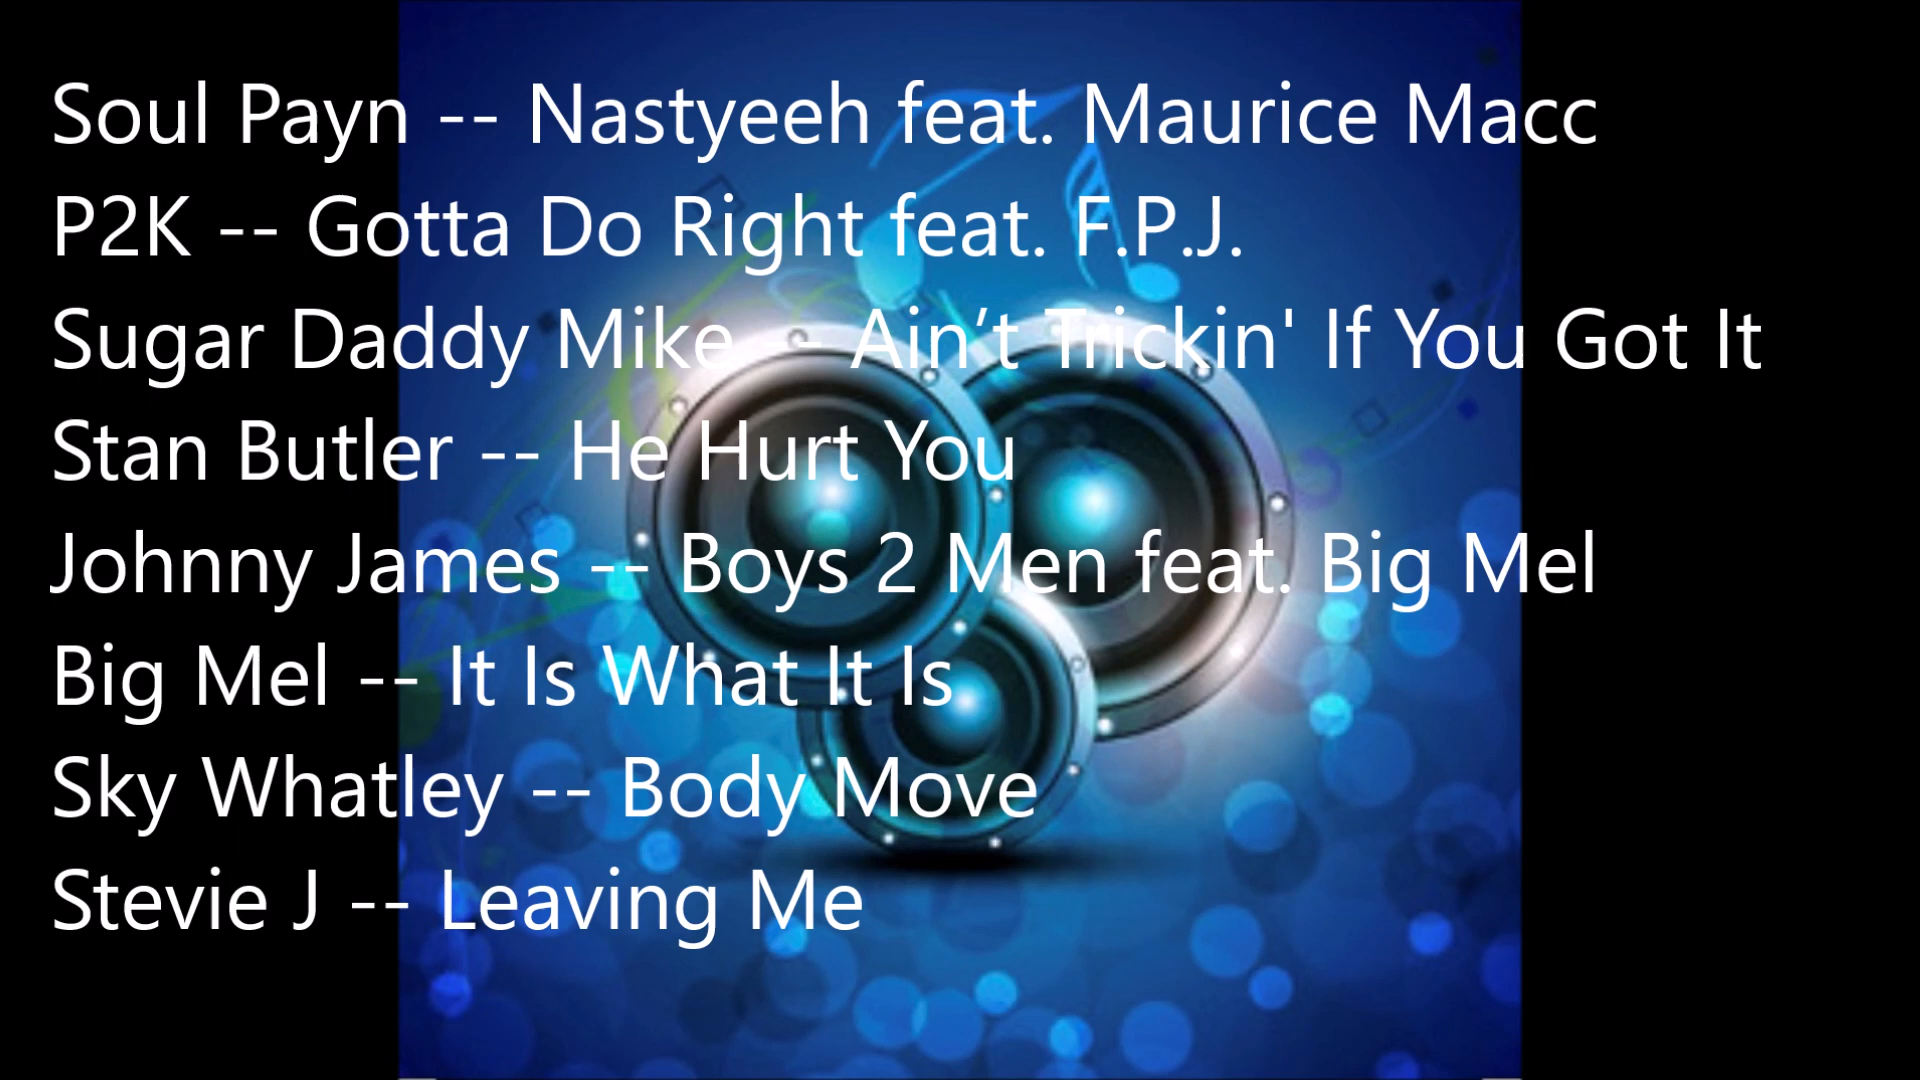 Soul Payn -- Nastyeeh feat. Maurice Macc
P2K -- Gotta Do Right feat. F.P.J.
Sugar Daddy Mike -- Ain’t Trickin' If You Got It
Stan Butler -- He Hurt You
Johnny James -- Boys 2 Men feat. Big Mel
Big Mel -- It Is What It Is
Sky Whatley -- Body Move
Stevie J -- Leaving Me